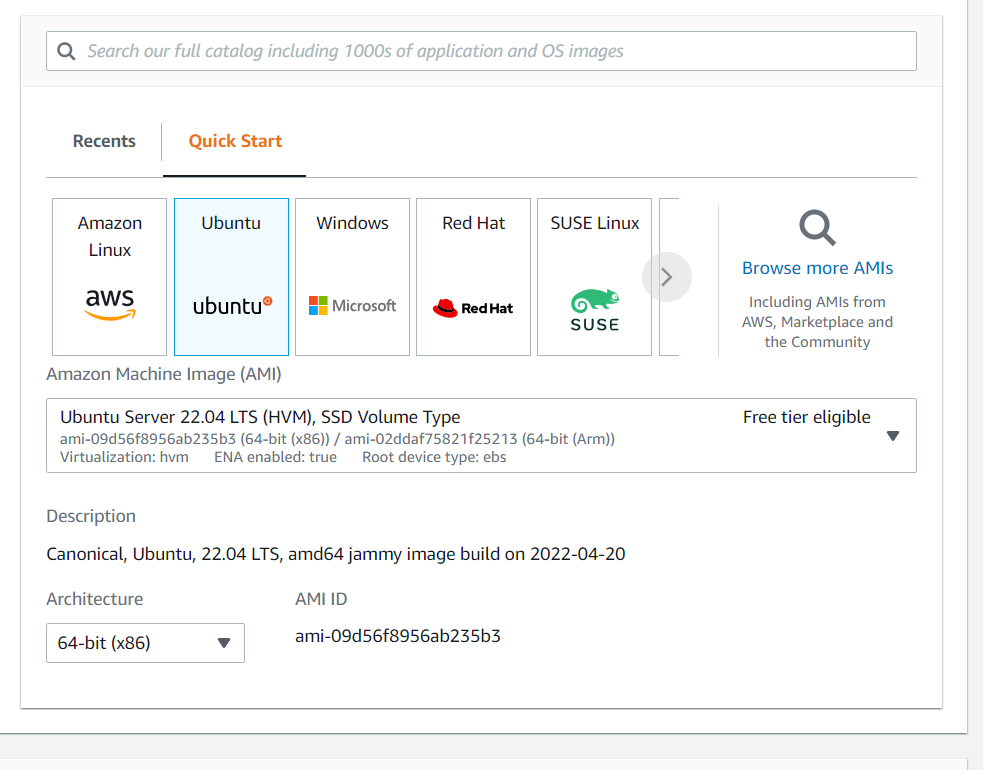 Search our full catalog including 1000s of application and OS images
Recents
Quick Start
Amazon
Linux
aws
Ubuntu
ubuntu
Windows
Microsoft
Red Hat
Red Hat
SUSE Linux
SUSE
Browse more AMIs
Including AMIs from
AWS, Marketplace and
the Community
Amazon Machine Image (AMI)
Ubuntu Server 22.04 LTS (HVM), SSD Volume Type
Free tier eligible
ami-09d56f8956ab235b3 (64-bit (x86)) / ami-02ddaf75821f25213 (64-bit (Arm))
Virtualization: hvm ENA enabled: true Root device type: ebs
Description
Canonical, Ubuntu, 22.04 LTS, amd64 jammy image build on 2022-04-20
Architecture
AMI ID
64-bit (x86)
ami-09d56f8956ab235b3